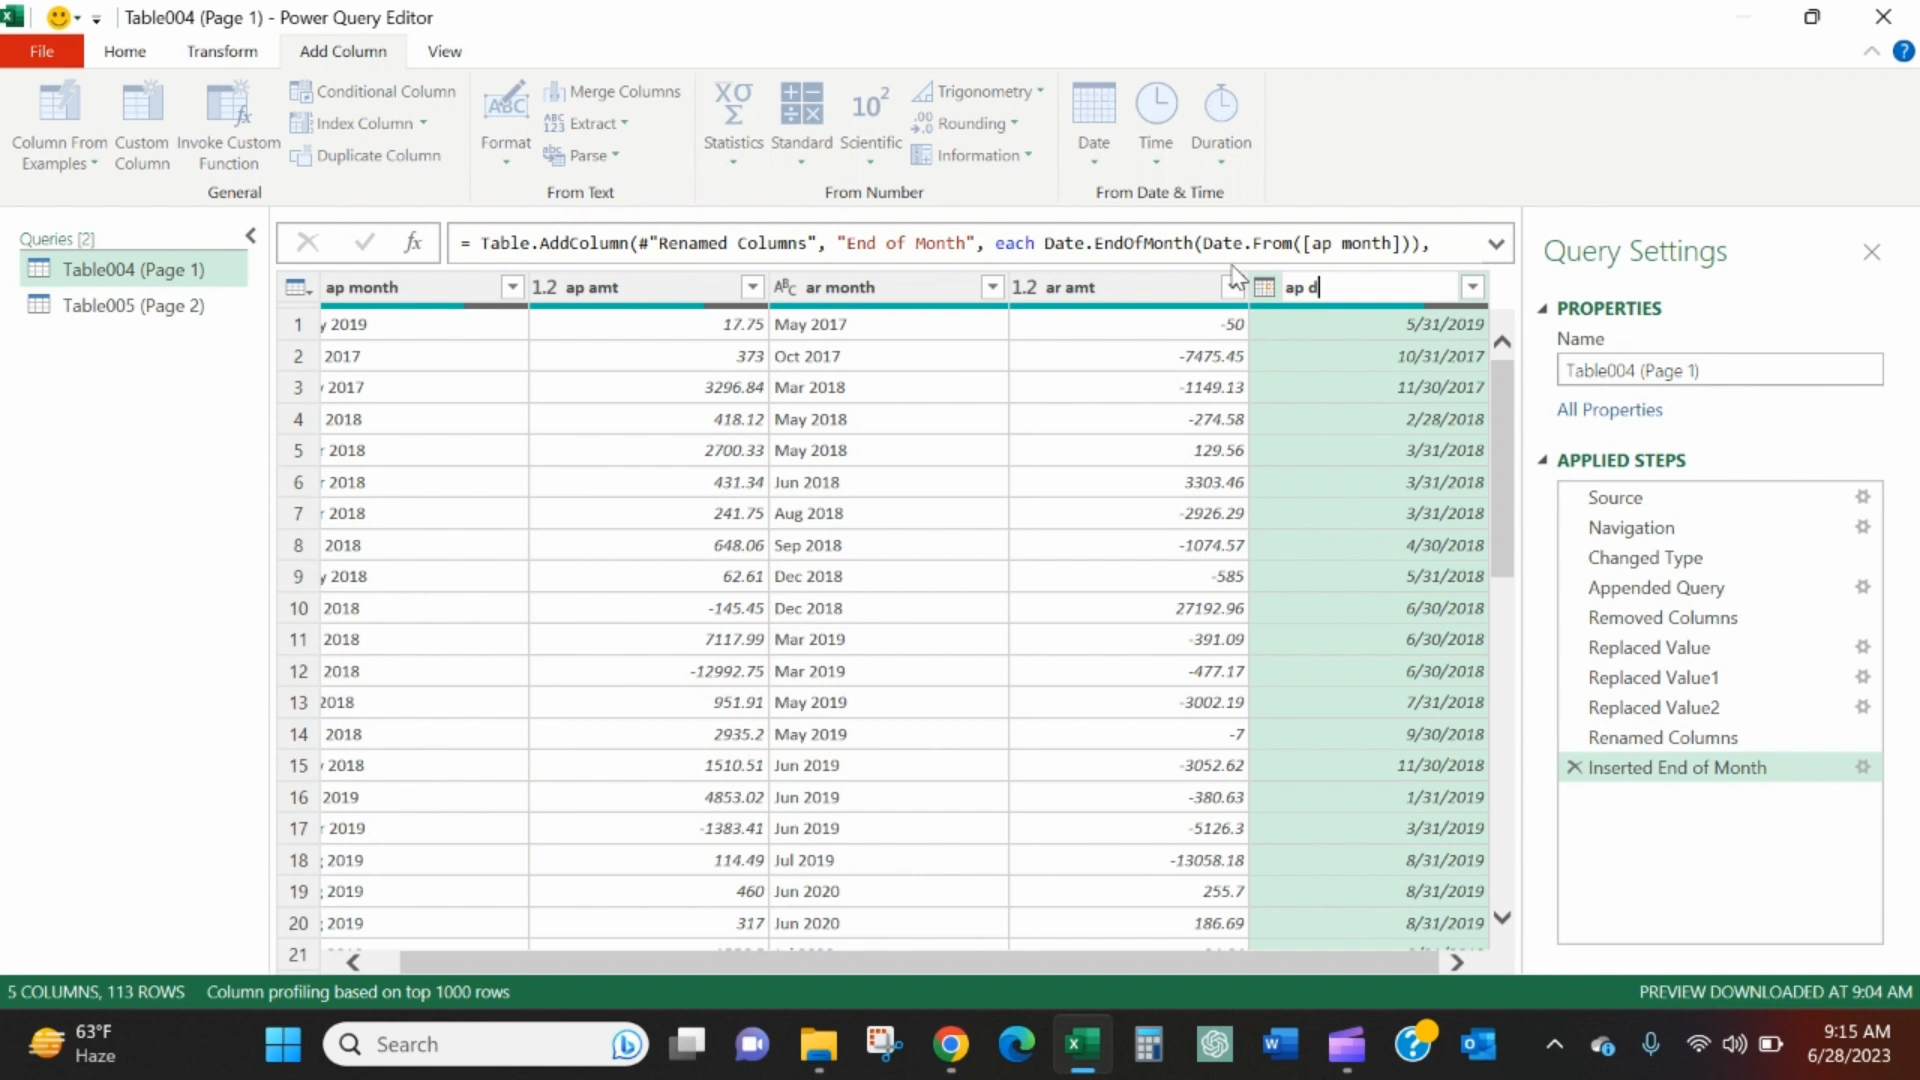 Table004 (Page 1) - Power Query Editor
File Home Transform Add Column View
Column From Examples
Custom Column
Invoke Custom Function
Conditional Column
Index Column
Duplicate Column
General
Format
Merge Columns
Extract
Parse
From Text
Statistics
Standard
Scientific
Trigonometry
Rounding
Information
From Number
Date
Time
Duration
From Date & Time
Queries [2]
Table004 (Page 1)
Table005 (Page 2)
= Table.AddColumn(#"Renamed Columns", "End of Month", each Date.EndOfMonth(Date.From([ap month])),
ap month 1.2 ap amt ABC ar month 1.2 ar amt ap d
1 y 2019 17.75 May 2017 -50 5/31/2019
2 2017 373 Oct 2017 -7475.45 10/31/2017
3 2017 3296.84 Mar 2018 -1149.13 11/30/2017
4 2018 418.12 May 2018 -274.58 2/28/2018
5 2018 2700.33 May 2018 129.56 3/31/2018
6 2018 431.34 Jun 2018 3303.46 3/31/2018
7 2018 241.75 Aug 2018 -2926.29 3/31/2018
8 2018 648.06 Sep 2018 -1074.57 4/30/2018
9 y 2018 62.61 Dec 2018 -585 5/31/2018
10 2018 -145.45 Dec 2018 27192.96 6/30/2018
11 2018 7117.99 Mar 2019 -391.09 6/30/2018
12 2018 -12992.75 Mar 2019 -477.17 6/30/2018
13 2018 951.91 May 2019 -3002.19 7/31/2018
14 2018 2935.2 May 2019 -7 9/30/2018
15 2018 1510.51 Jun 2019 -3052.62 11/30/2018
16 2019 4853.02 Jun 2019 -380.63 1/31/2019
17 2019 -1383.41 Jun 2019 -5126.3 3/31/2019
18 2019 114.49 Jul 2019 -13058.18 8/31/2019
19 2019 460 Jun 2020 255.7 8/31/2019
20 2019 317 Jun 2020 186.69 8/31/2019
21
Query Settings
PROPERTIES
Name
Table004 (Page 1)
All Properties
APPLIED STEPS
Source
Navigation
Changed Type
Appended Query
Removed Columns
Replaced Value
Replaced Value1
Replaced Value2
Renamed Columns
Inserted End of Month
5 COLUMNS, 113 ROWS Column profiling based on top 1000 rows PREVIEW DOWNLOADED AT 9:04 AM
63°F
Haze
Search
9:15 AM
6/28/2023